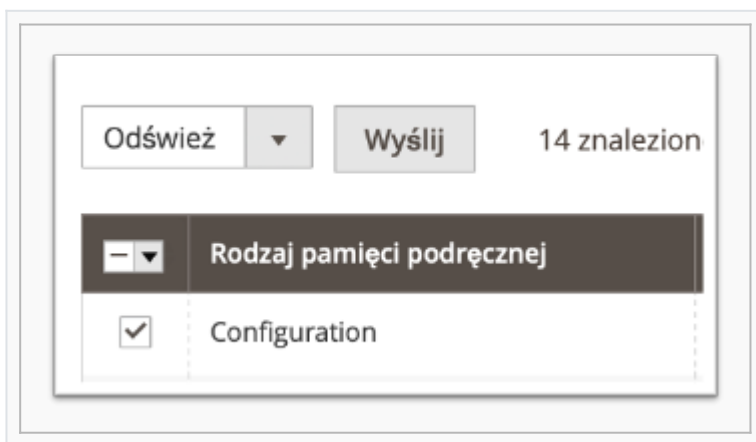 Odśwież
Wyślij
14 znalezion
Rodzaj pamięci podręcznej
Configuration